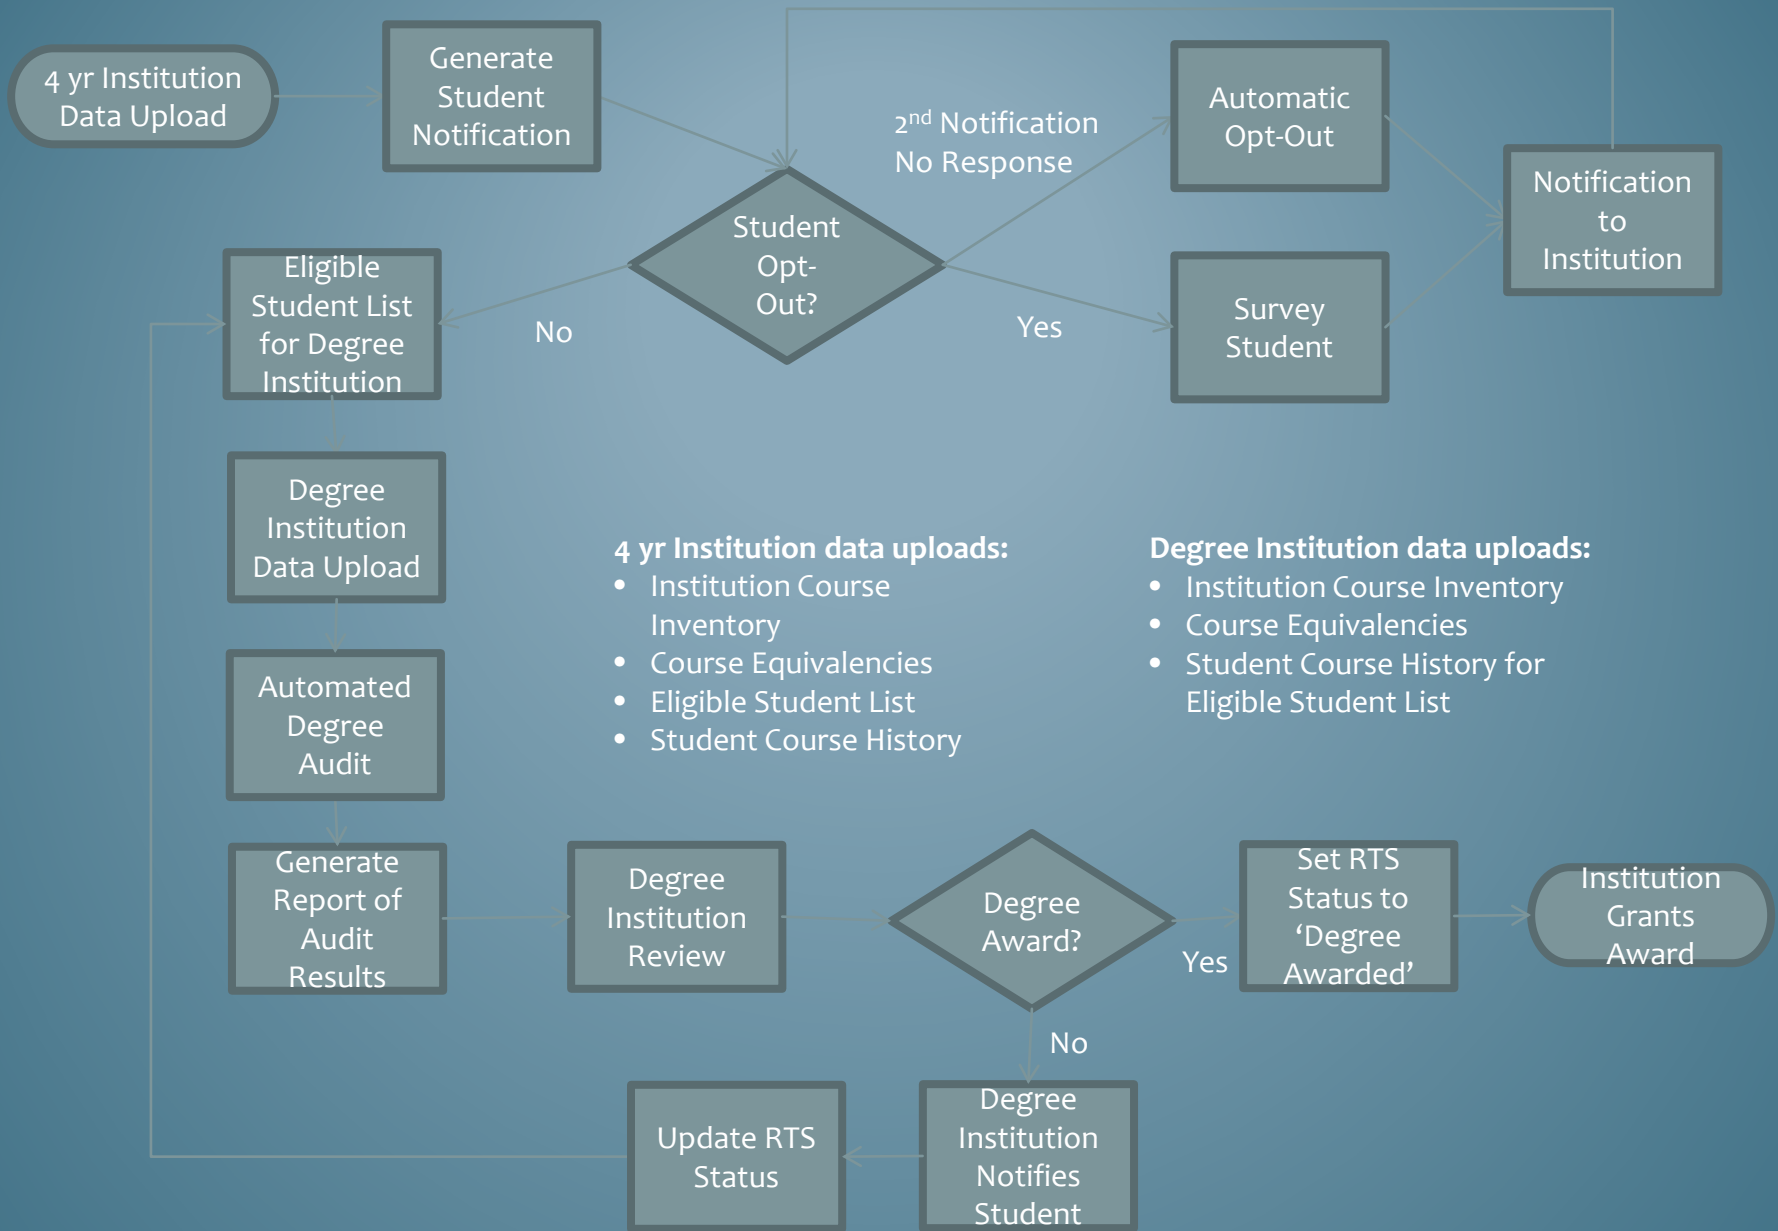 4 yr Institution
Data Upload
Generate
Student
Notification
2nd Notification
No Response
Automatic
Opt-Out
Notification
to
Institution
Student
Opt-
Out?
Eligible
Student List
for Degree
Institution
No
Yes
Survey
Student
Degree
Institution
Data Upload
4 yr Institution data uploads:
• Institution Course
Inventory
• Course Equivalencies
• Eligible Student List
• Student Course History
Degree Institution data uploads:
• Institution Course Inventory
• Course Equivalencies
• Student Course History for
Eligible Student List
Automated
Degree
Audit
Generate
Report of
Audit
Results
Degree
Institution
Review
Degree
Award?
Yes
Set RTS
Status to
‘Degree
Awarded’
Institution
Grants
Award
No
Update RTS
Status
Degree
Institution
Notifies
Student